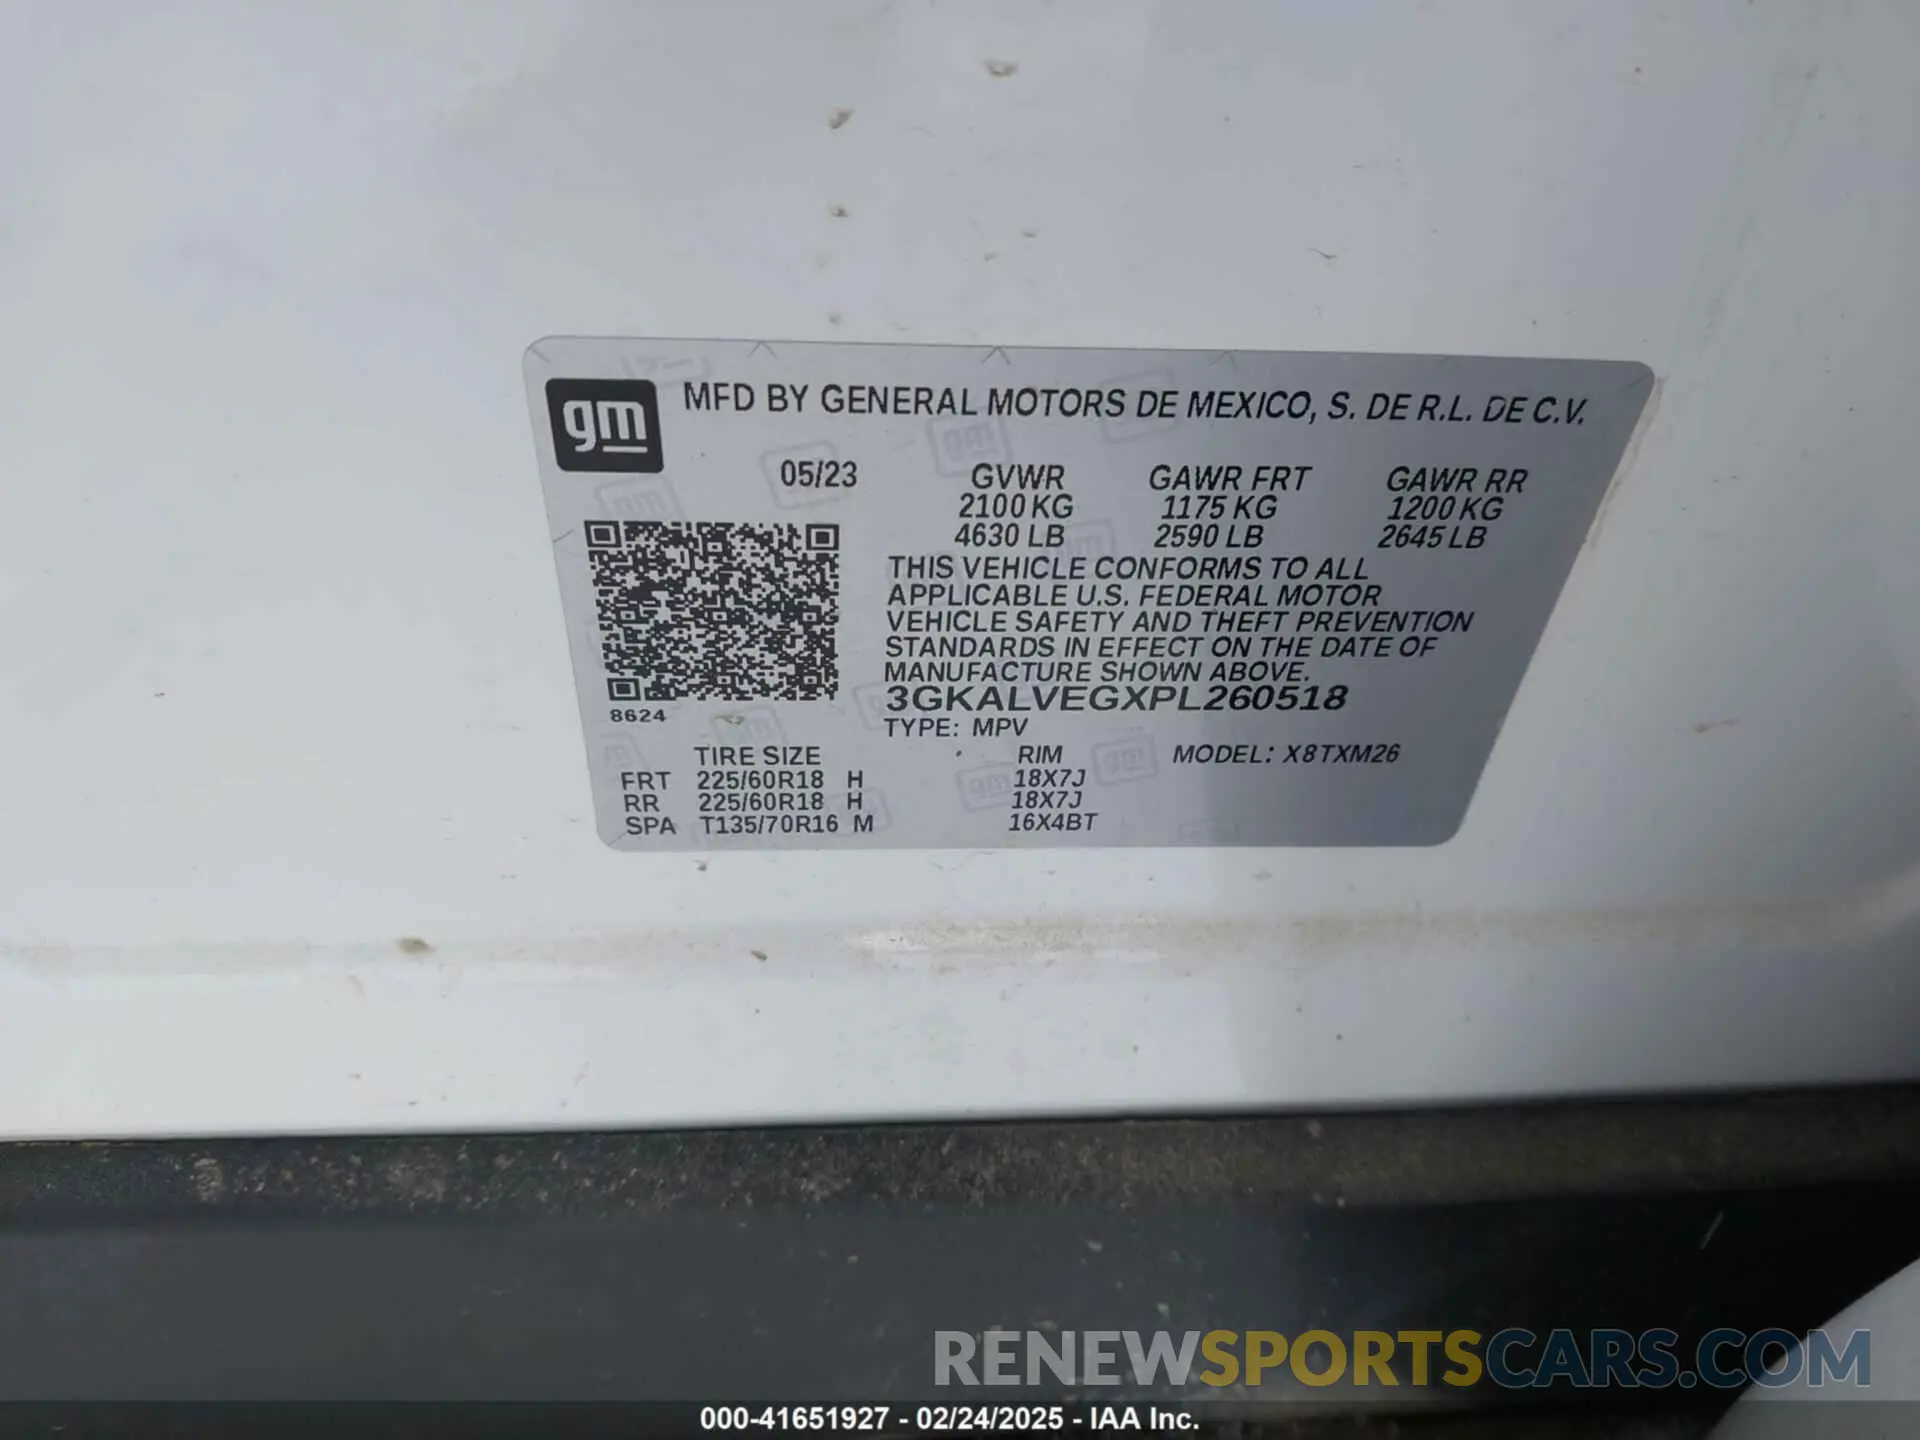 gm
MFD BY GENERAL MOTORS DE MEXICO, S. DE R.L. DE C.V.
05/23 GVWR GAWR FRT GAWR RR
2100 KG 1175 KG 1200 KG
4630 LB 2590 LB 2645 LB
THIS VEHICLE CONFORMS TO ALL
APPLICABLE U.S. FEDERAL MOTOR
VEHICLE SAFETY AND THEFT PREVENTION
STANDARDS IN EFFECT ON THE DATE OF
MANUFACTURE SHOWN ABOVE.
3GKALVEGXPL260518
8624
TYPE: MPV
TIRE SIZE RIM MODEL: X8TXM26
FRT 225/60R18 H 18X7J
RR 225/60R18 H 18X7J
SPA T135/70R16 M 16X4BT
RENEWSPORTSCARS.COM
000-41651927 - 02/24/2025 - IAA Inc.